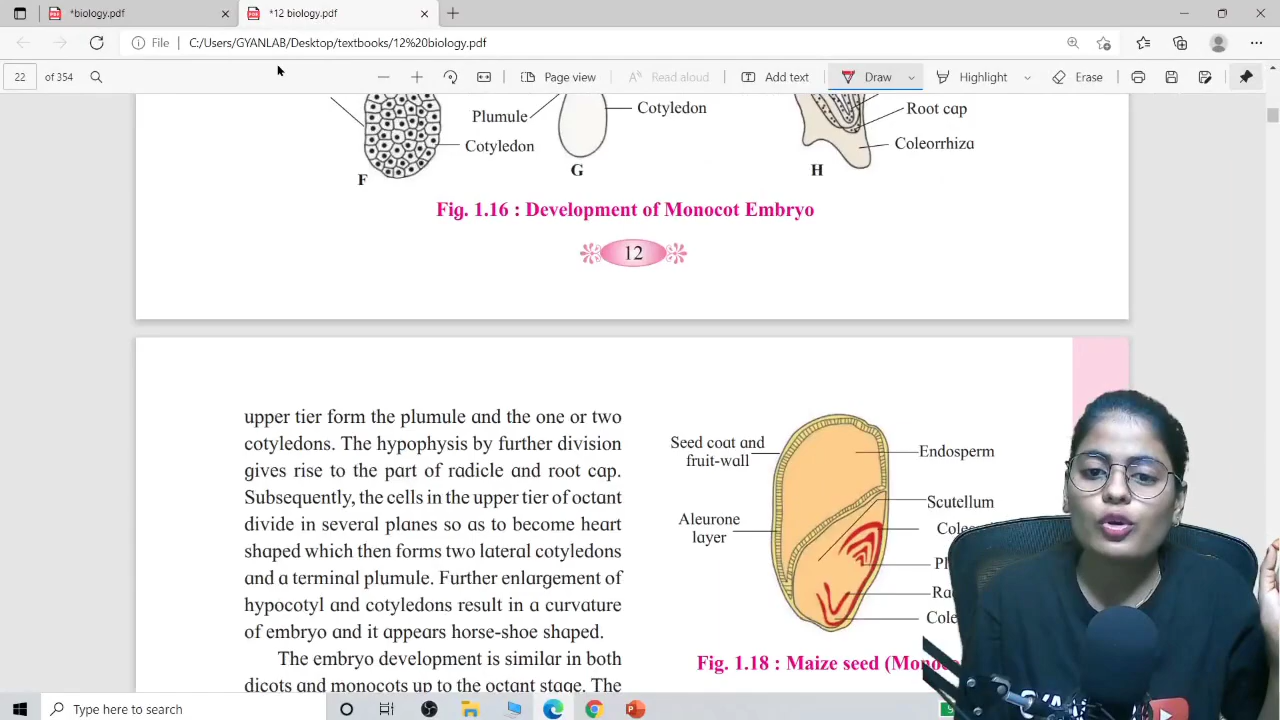 *biology.pdf
*12 biology.pdf
File
C:/Users/GYANLAB/Desktop/textbooks/12%20biology.pdf
22
of 354
Page view
Read aloud
Add text
Draw
Highlight
Erase
Plumule
Cotyledon
Cotyledon
Root cap
Coleorrhiza
F
G
H
Fig. 1.16 : Development of Monocot Embryo
12
upper tier form the plumule and the one or two
cotyledons. The hypophysis by further division
gives rise to the part of radicle and root cap.
Subsequently, the cells in the upper tier of octant
divide in several planes so as to become heart
shaped which then forms two lateral cotyledons
and a terminal plumule. Further enlargement of
hypocotyl and cotyledons result in a curvature
of embryo and it appears horse-shoe shaped.
The embryo development is similar in both
dicots and monocots up to the octant stage. The
Seed coat and
fruit-wall
Aleurone
layer
Endosperm
Scutellum
Fig. 1.18 : Maize seed
Type here to search